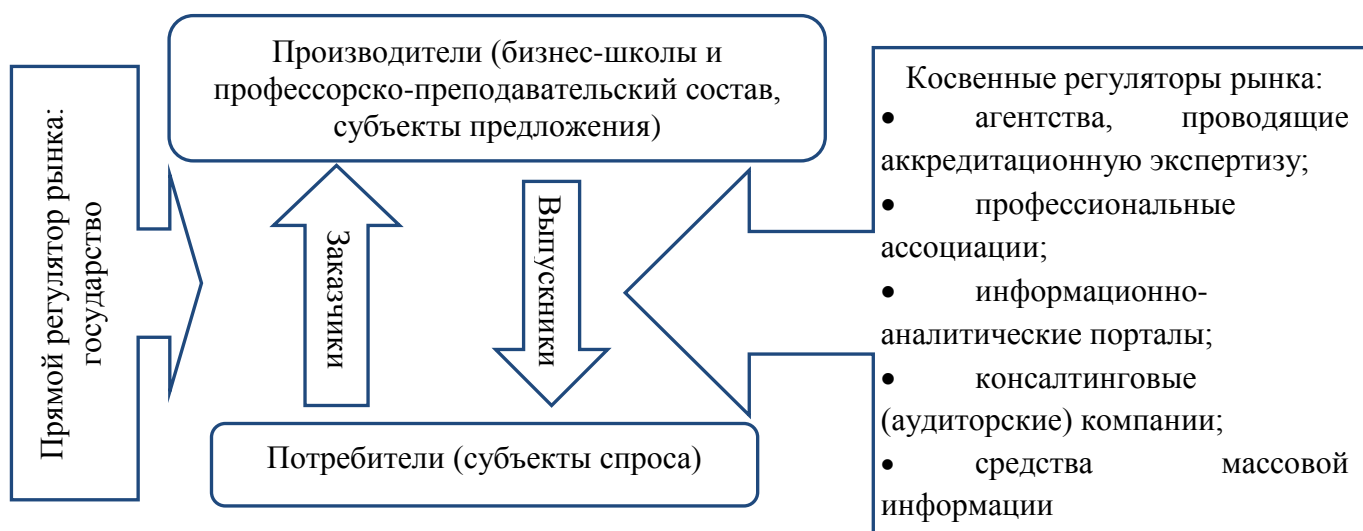 Прямой регулятор рынка:
государство
Производители (бизнес-школы и
профессорско-преподавательский состав,
субъекты предложения)
Заказчики
Выпускники
Потребители (субъекты спроса)
Косвенные регуляторы рынка:
• агентства, проводящие
аккредитационную экспертизу;
• профессиональные
ассоциации;
• информационно-
аналитические порталы;
• консалтинговые
(аудиторские) компании;
• средства массовой
информации